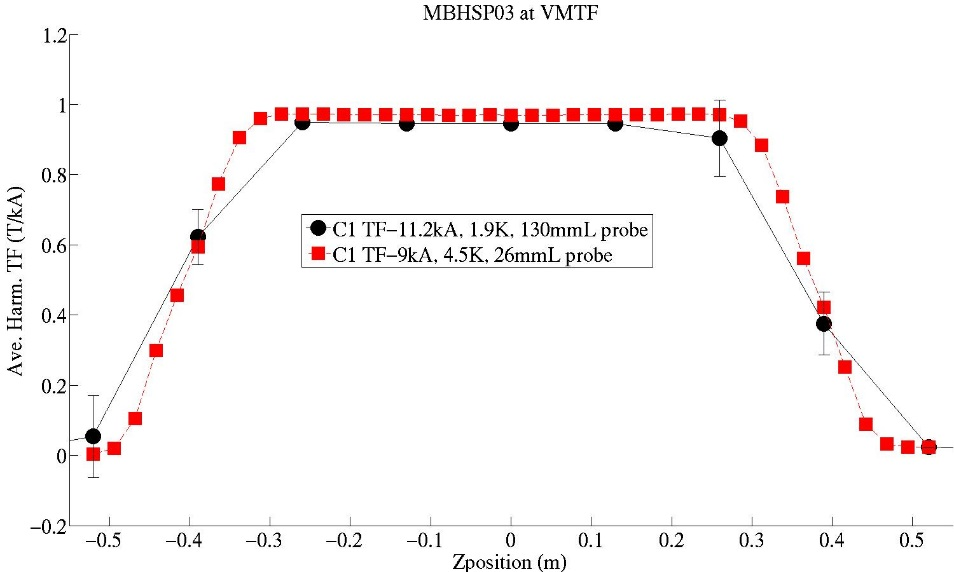 MBHSP03 at VMTF
1.2
1
0.8
0.6
0.4
0.2
0
−0.2
Ave. Harm. TF (T/kA)
C1 TF−11.2kA, 1.9K, 130mmL probe
C1 TF−9kA, 4.5K, 26mmL probe
−0.5 −0.4 −0.3 −0.2 −0.1 0 0.1 0.2 0.3 0.4 0.5
Zposition (m)